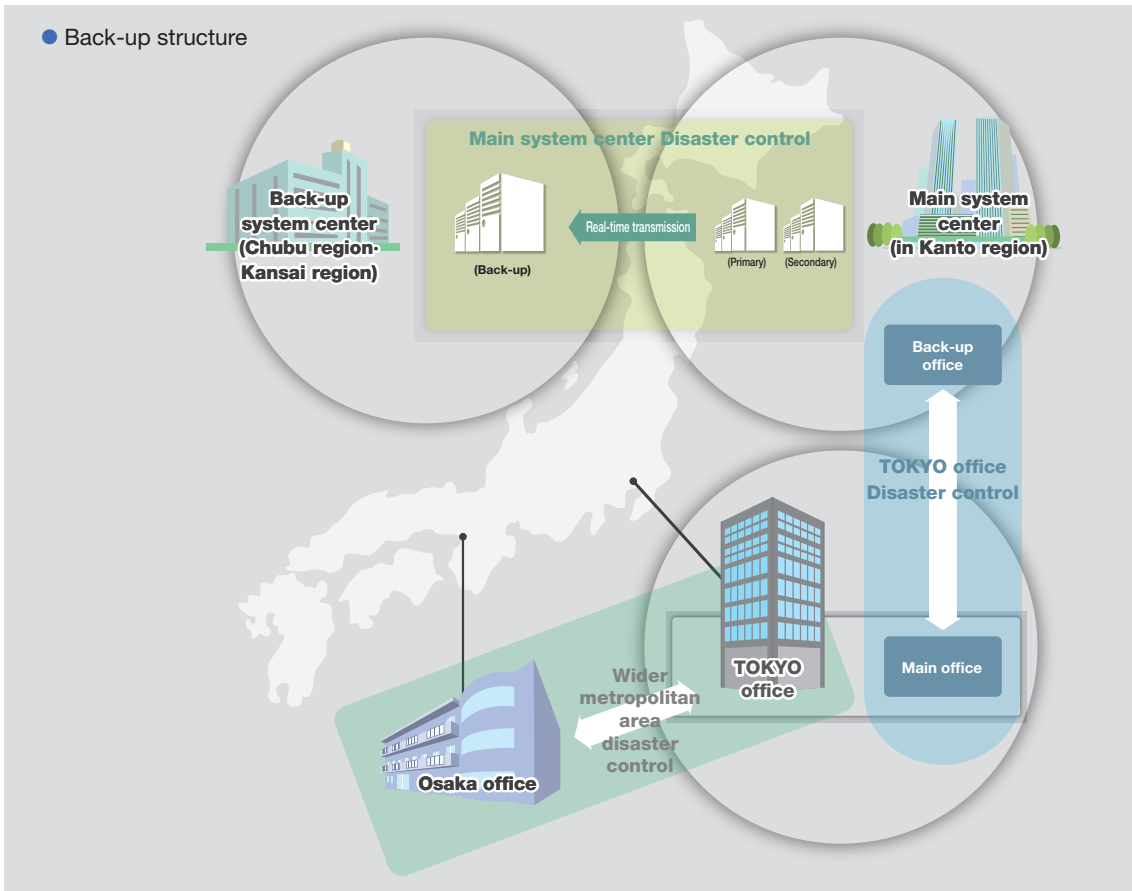 Back-up structure
Main system center Disaster control
Back-up
system center
(Chubu region·
Kansai region)
(Back-up)
Real-time transmission
(Primary)
(Secondary)
Main system
center
(in Kanto region)
Back-up
office
TOKYO office
Disaster control
Main office
TOKYO
office
Wider
metropolitan
area
disaster
control
Osaka office